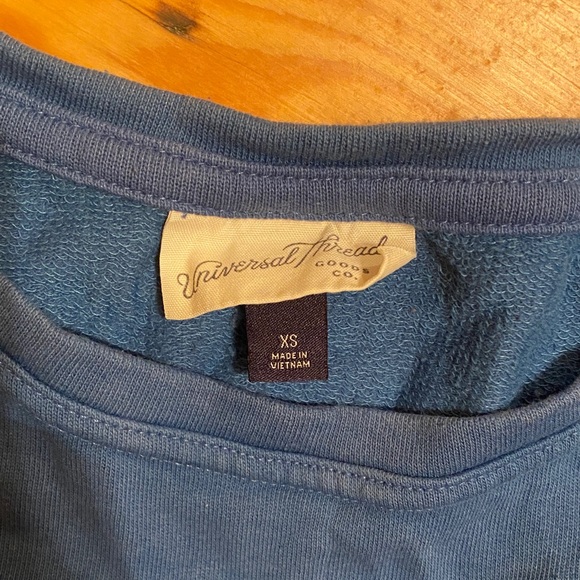 Universal Thread
GOODS
CO.
XS
MADE IN
VIETNAM